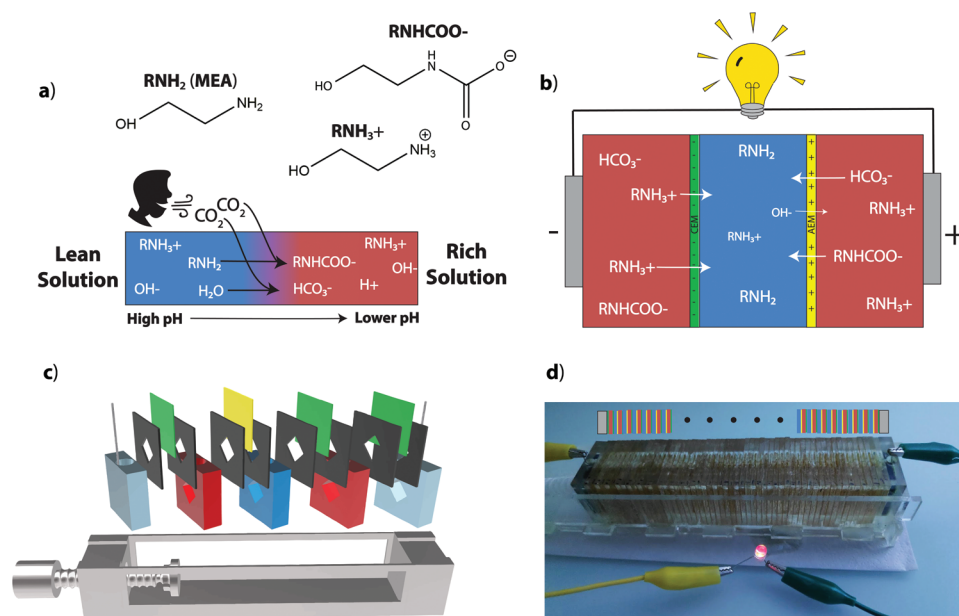 a)
RNH₂ (MEA)
OH
NH₂
RNHCOO-
HO
H
N
O
⊖
O
RNH₃+
HO
⊕
NH₃
CO₂
CO₂
Lean
Solution
RNH₃+
RNH₂
OH-
H₂O
RNHCOO-
HCO₃-
RNH₃+
OH-
H+
Rich
Solution
High pH
Lower pH
b)
-
+
HCO₃-
RNH₃+
RNH₃+
RNHCOO-
CEM
- - - - - - - - - -
RNH₂
OH-
RNH₃+
RNH₂
AEM
+ + + + + + + + + +
HCO₃-
RNH₃+
RNHCOO-
RNH₃+
c)
d)